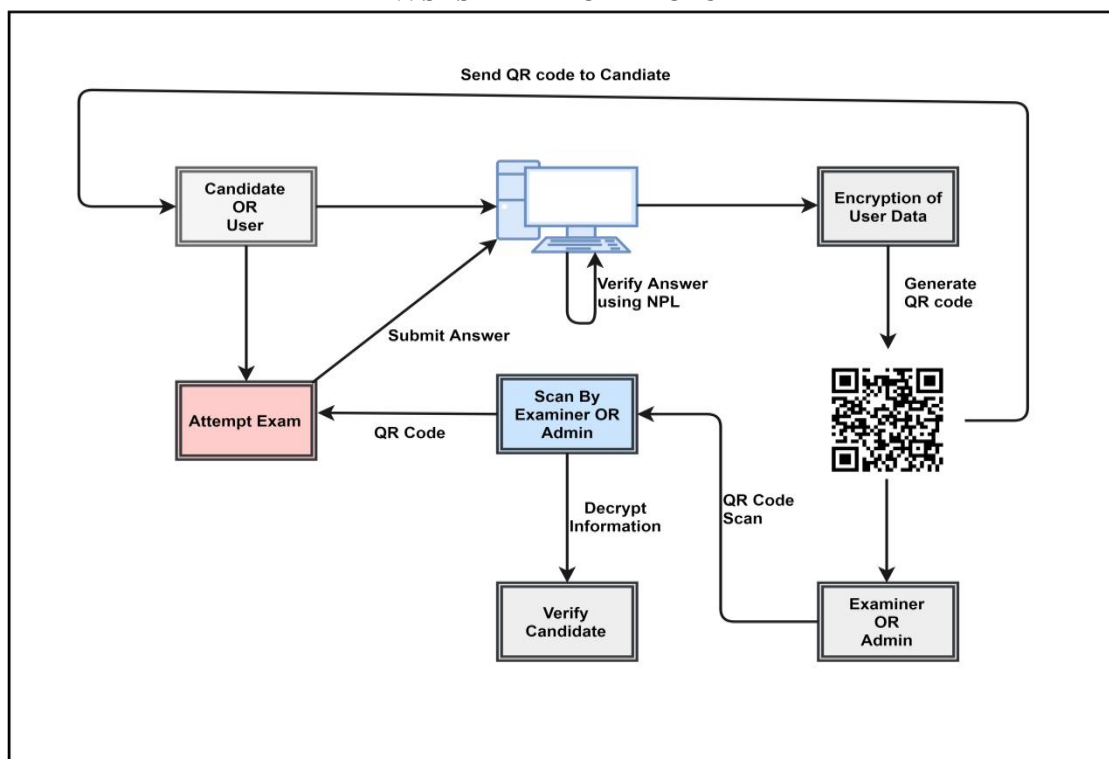 Send QR code to Candiate
Candidate
OR
User
Encryption of
User Data
Verify Answer
using NPL
Generate
QR code
Submit Answer
Attempt Exam
QR Code
Scan By
Examiner OR
Admin
QR Code
Scan
Decrypt
Information
Verify
Candidate
Examiner
OR
Admin